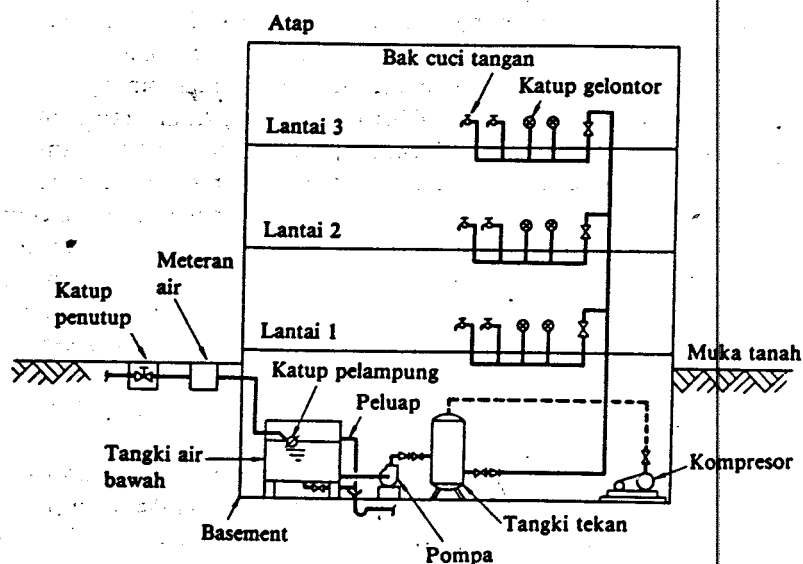 Atap
Bak cuci tangan
Katup gelontor
Lantai 3
Lantai 2
Meteran
air
Katup
penutup
Lantai 1
Muka tanah
Katup pelampung
Peluap
Tangki air
bawah
Kompresor
Tangki tekan
Basement
Pompa